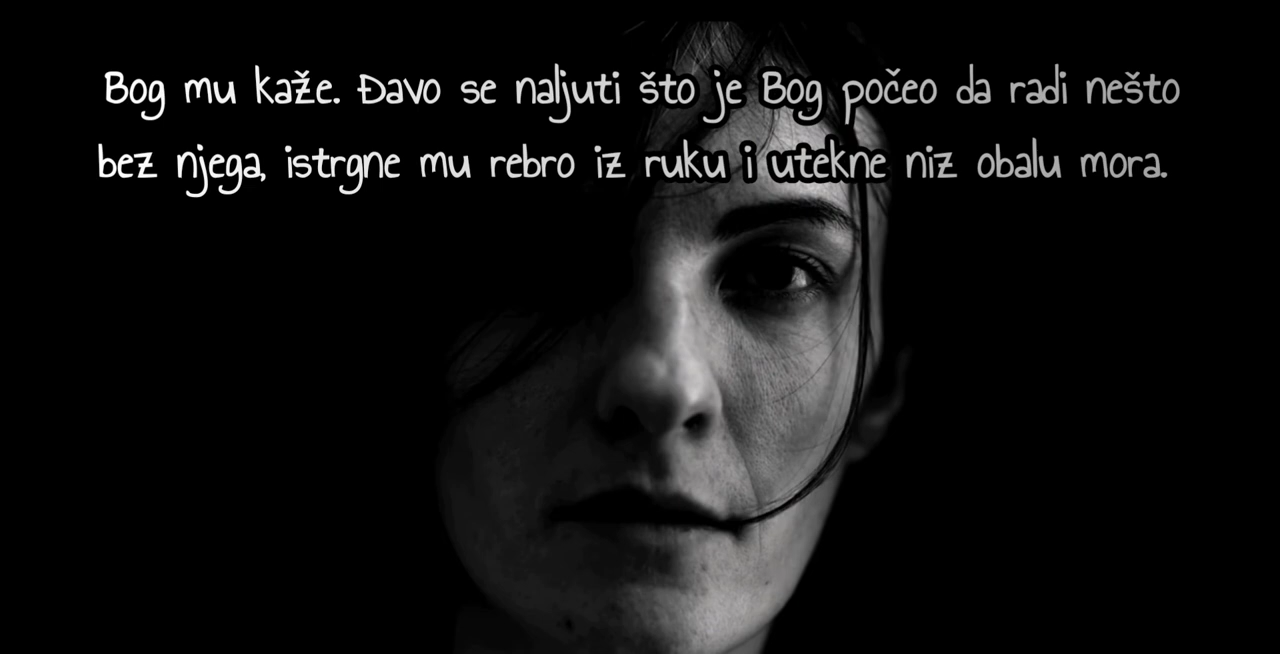 Bog mu kaže. Đavo se naljuti što je Bog počeo da radi nešto
bez njega, istrgne mu rebro iz ruku i utekne niz obalu mora.